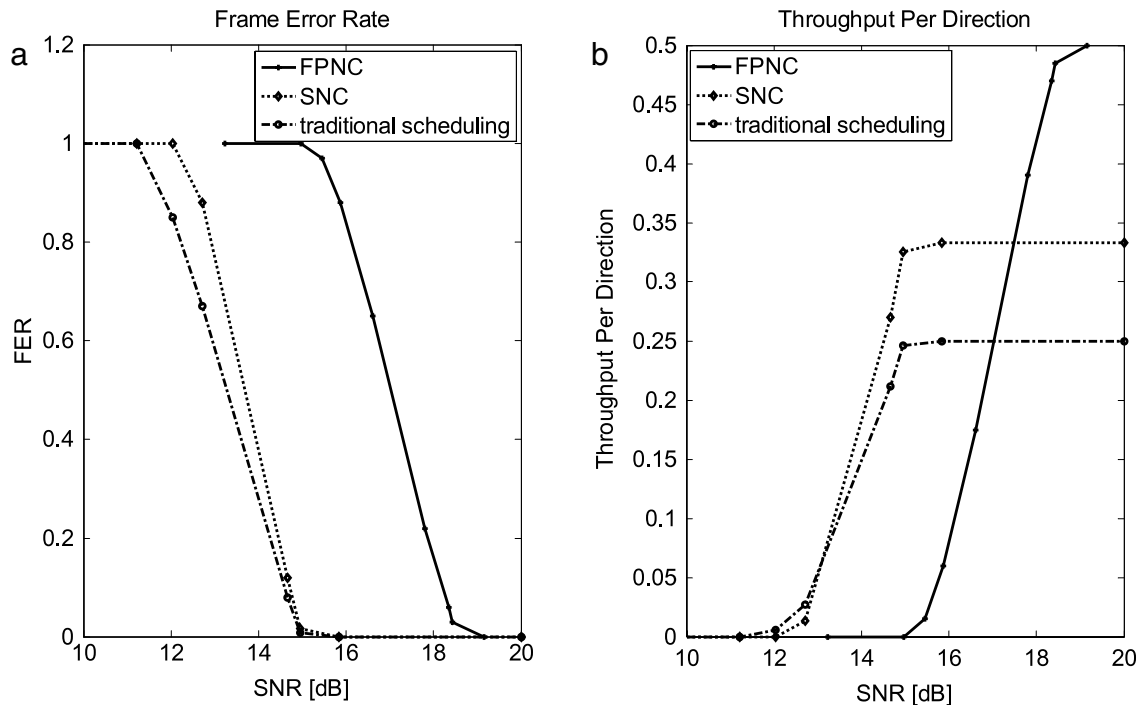 Frame Error Rate
a
1.2
1
0.8
0.6
0.4
0.2
0
FER
FPNC
SNC
traditional scheduling
10
12
14
16
18
20
SNR [dB]
Throughput Per Direction
b
0.5
0.45
0.4
0.35
0.3
0.25
0.2
0.15
0.1
0.05
0
Throughput Per Direction
FPNC
SNC
traditional scheduling
10
12
14
16
18
20
SNR [dB]